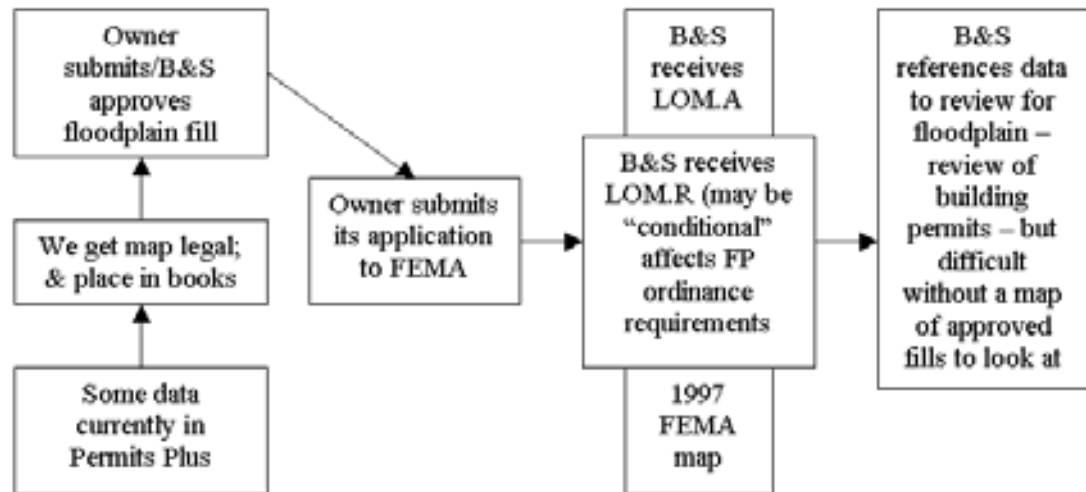 Owner
submits/B&S
approves
floodplain fill
We get map legal;
& place in books
Some data
currently in
Permits Plus
Owner submits
its application
to FEMA
B&S
receives
LOM.A
B&S receives
LOM.R (may be
“conditional”
affects FP
ordinance
requirements
1997
FEMA
map
B&S
references data
to review for
floodplain –
review of
building
permits – but
difficult
without a map
of approved
fills to look at